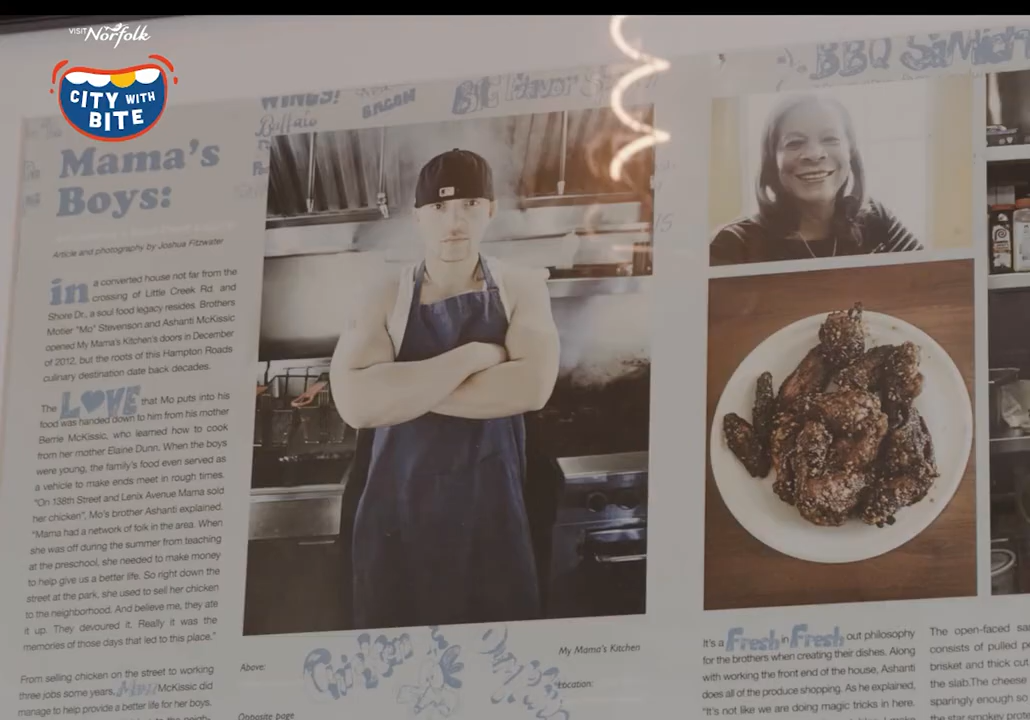 VISIT Norfolk
CITY WITH
BITE
WINGS!
Buffalo
BACON
BIG Flavor
BBQ
Mama's
Boys:
Article and photography by Joshua Fitzwater
in a converted house not far from the
crossing of Little Creek Rd. and
Shore Dr., a soul food legacy resides. Brothers
Motier "Mo" Stevenson and Ashanti McKissic
opened My Mama's Kitchen's doors in December
of 2012, but the roots of this Hampton Roads
culinary destination date back decades.
The LOVE that Mo puts into his
food was handed down to him from his mother
Berrie McKissic, who learned how to cook
from her mother Elaine Dunn. When the boys
were young, the family's food even served as
a vehicle to make ends meet in rough times.
"On 138th Street and Lenix Avenue Mama sold
her chicken", Mo's brother Ashanti explained.
"Mama had a network of folk in the area. When
she was off during the summer from teaching
at the preschool, she needed to make money
to help give us a better life. So right down the
street at the park, she used to sell her chicken
to the neighborhood. And believe me, they ate
it up. They devoured it. Really it was the
memories of those days that led to this place."
From selling chicken on the street to working
three jobs some years, McKissic did
manage to help provide a better life for her boys.
Above:
Opposite page
Chicken &
My Mama's Kitchen
Location:
It's a Fresh in Fresh out philosophy
for the brothers when creating their dishes. Along
with working the front end of the house, Ashanti
does all of the produce shopping. As he explained,
"It's not like we are doing magic tricks in here.
The open-faced
consists of pulled
brisket and thick cut
the slab. The cheese
sparingly enough so